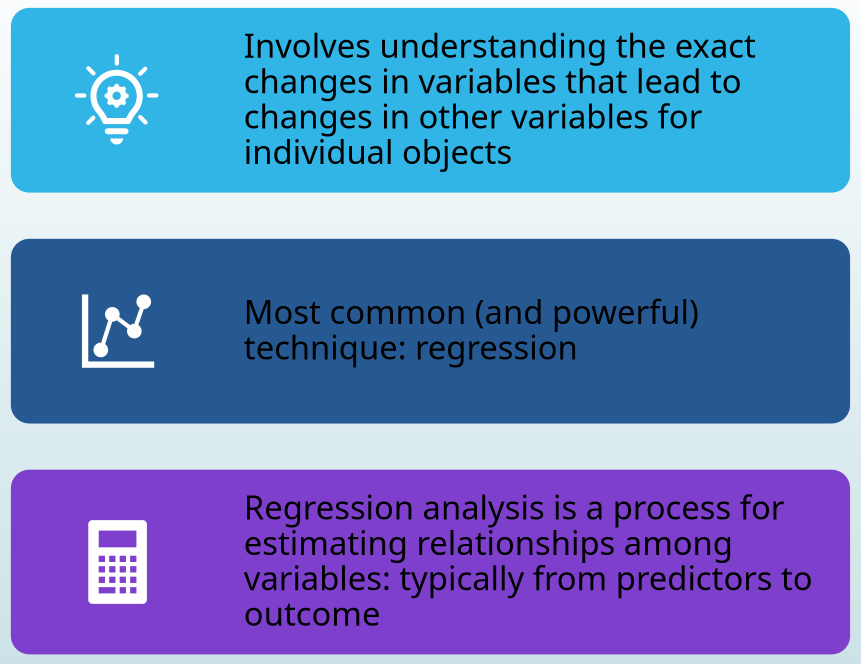 Involves understanding the exact
changes in variables that lead to
changes in other variables for
individual objects
Most common (and powerful)
technique: regression
Regression analysis is a process for
estimating relationships among
variables: typically from predictors to
outcome